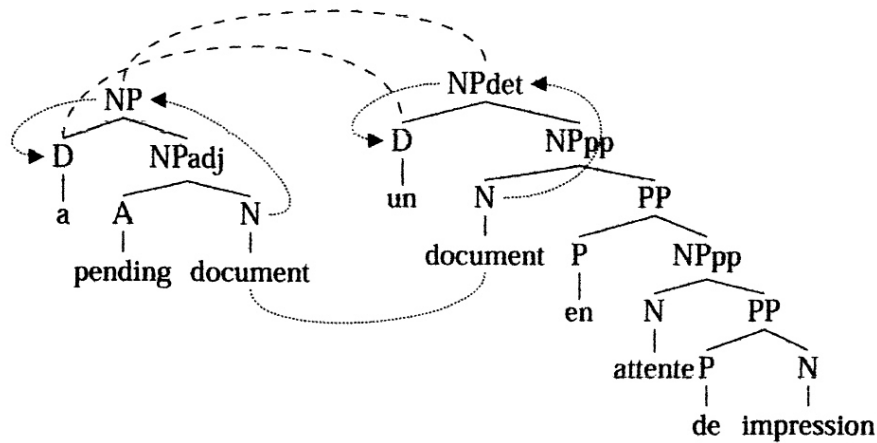 NPdet
NP
D NPpp
D NPadj
un N PP
a A N
document P NPpp
pending document
en N PP
attente P N
de impression